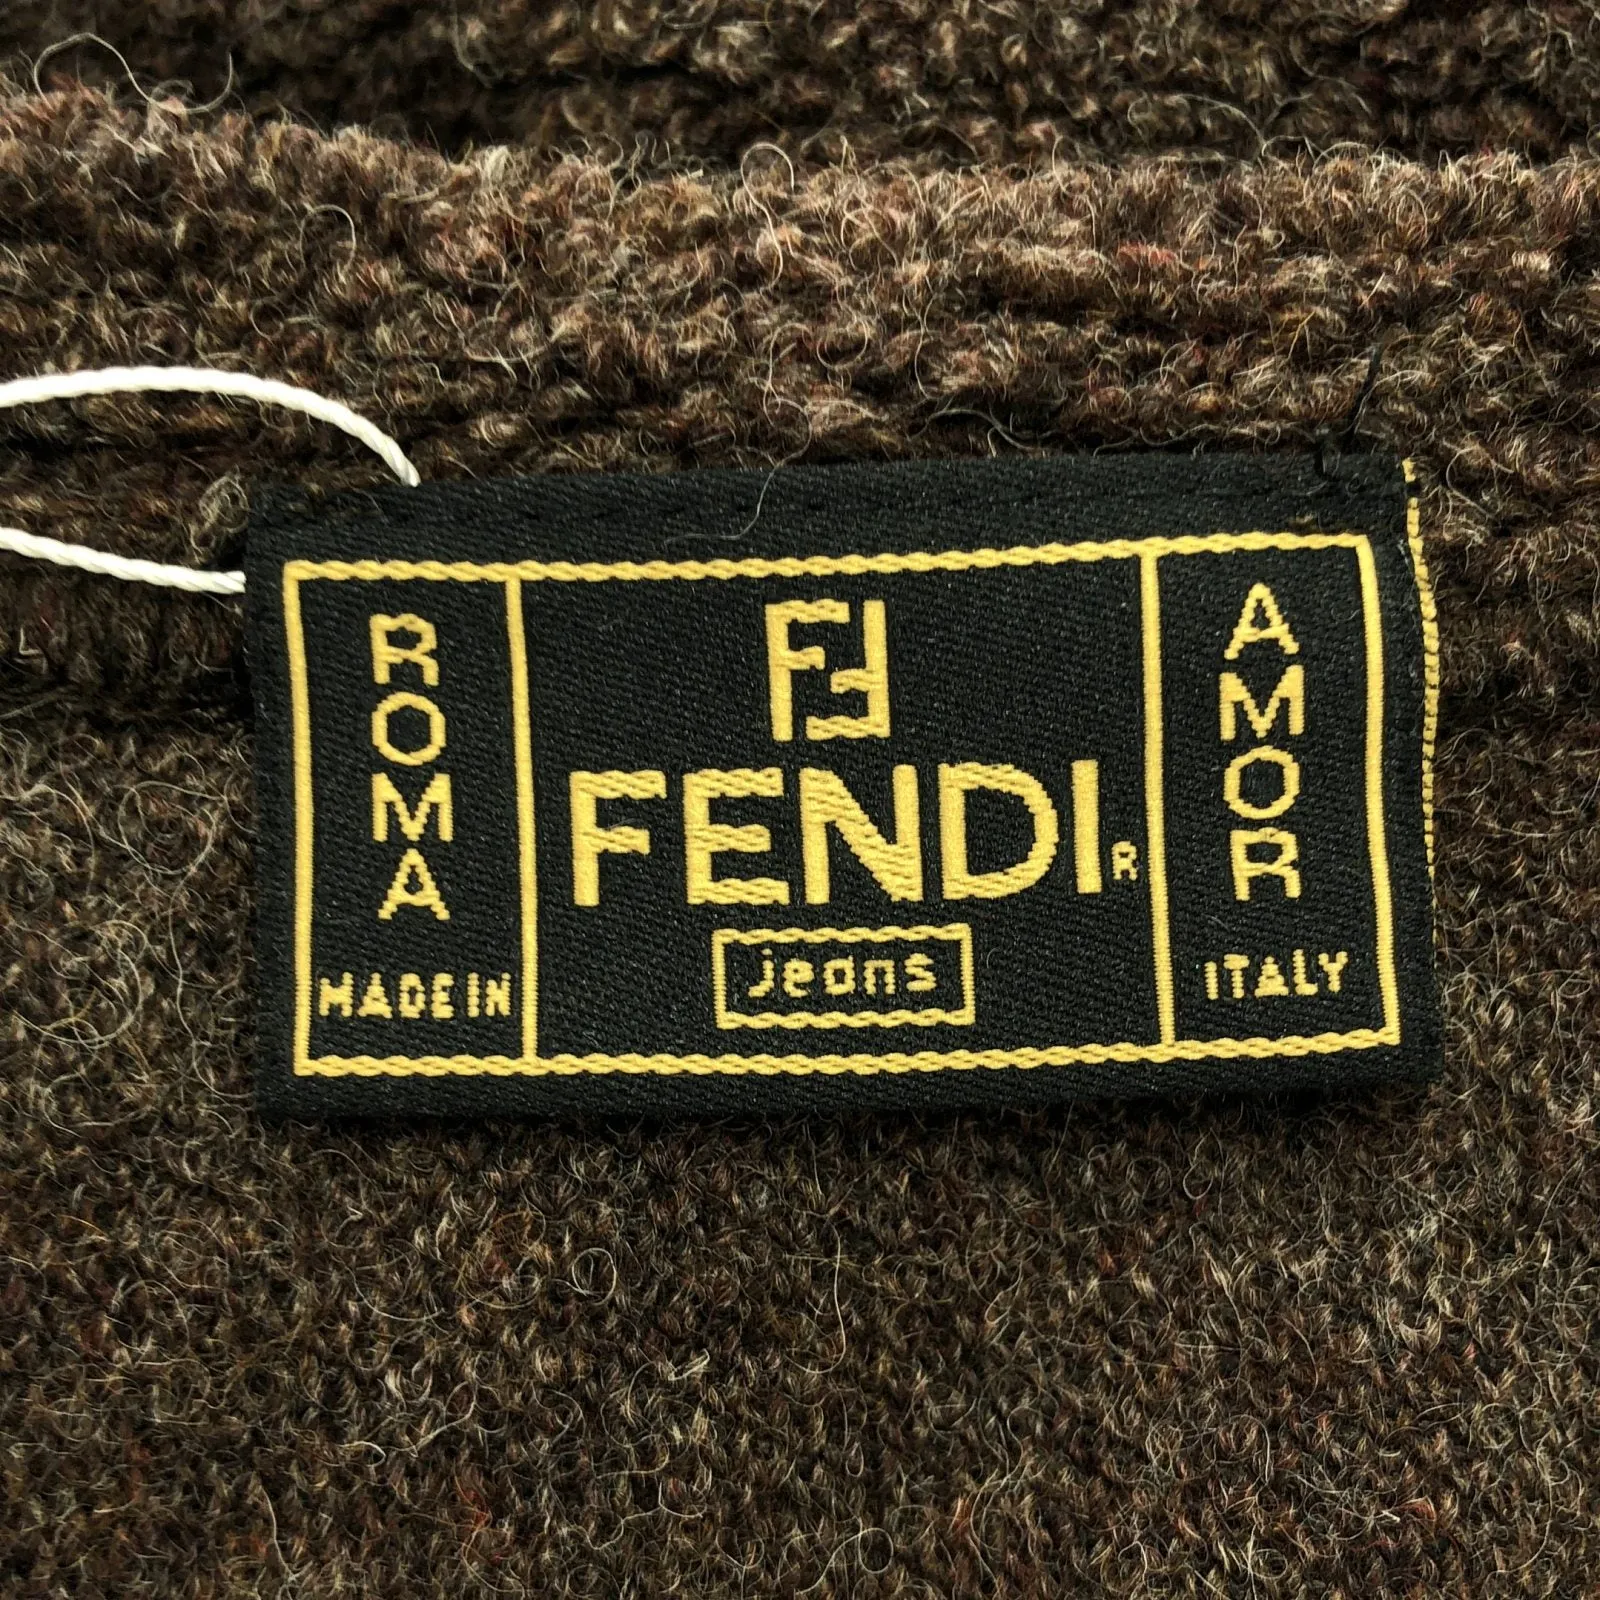 ROMA
MADE IN
FF
FENDI R
jeans
AMOR
ITALY